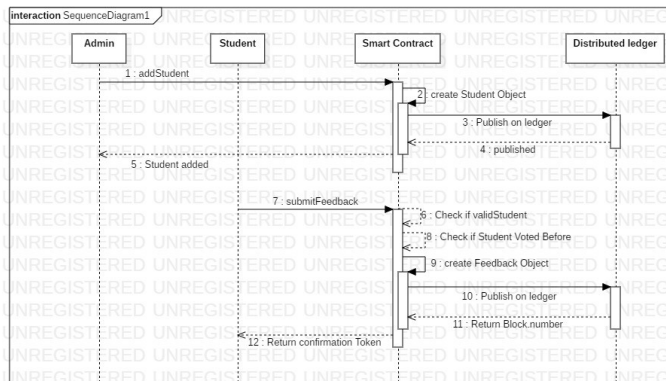 interaction SequenceDiagram1
Admin
Student
Smart Contract
Distributed ledger
1 : addStudent
2 : create Student Object
3 : Publish on ledger
4 : published
5 : Student added
7 : submitFeedback
6 : Check if validStudent
8 : Check if Student Voted Before
9 : create Feedback Object
10 : Publish on ledger
11 : Return Block.number
12 : Return confirmation Token
UNREGISTERED